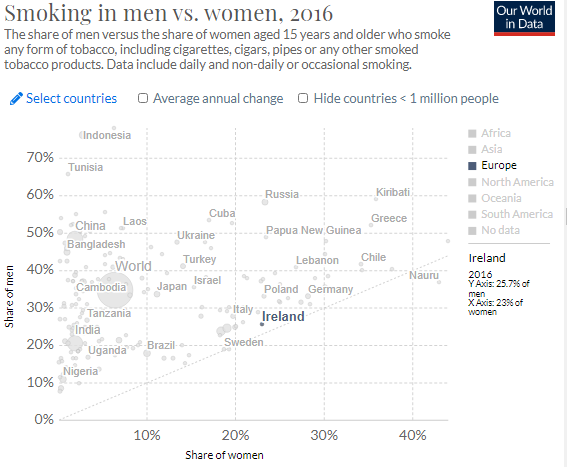 Smoking in men vs. women, 2016
Our World
in Data
The share of men versus the share of women aged 15 years and older who smoke
any form of tobacco, including cigarettes, cigars, pipes or any other smoked
tobacco products. Data include daily and non-daily or occasional smoking.
Select countries
Average annual change
Hide countries < 1 million people
Indonesia
70%
Tunisia
60%
Russia
Kiribati
Cuba
Greece
China
Laos
50%
Papua New Guinea
Ukraine
Bangladesh
Turkey
Lebanon
Chile
World
40%
Nauru
Israel
Cambodia
Japan
Poland
Germany
30%
Tanzania
Italy
Ireland
India
20%
Uganda
Brazil
Sweden
Nigeria
10%
0%
10%
20%
30%
40%
Share of men
Share of women
Africa
Asia
Europe
North America
Oceania
South America
No data
Ireland
2016
Y Axis: 25.7% of
men
X Axis: 23% of
women